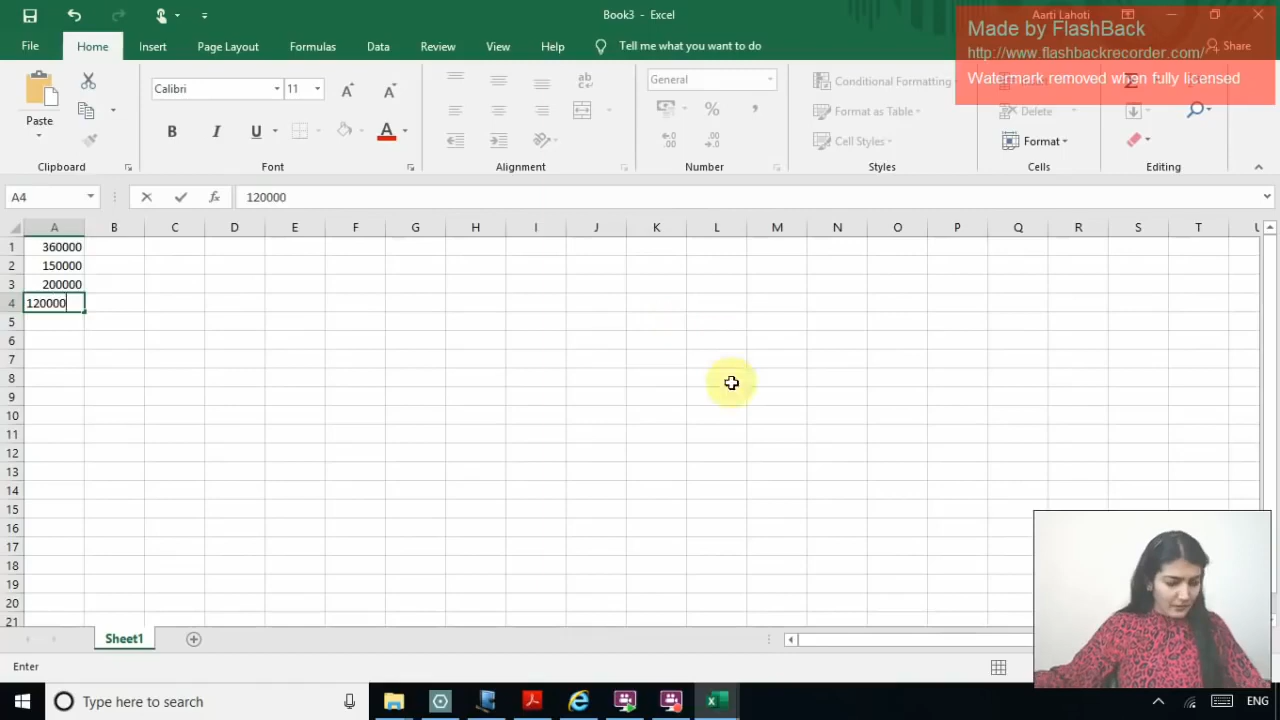 Book3 - Excel
Aarti Lahoti
Made by FlashBack
http://www.flashbackrecorder.com/
Watermark removed when fully licensed
File Home Insert Formulas Page Layout Data Review View Help Tell me what you want to do Share
Paste
Calibri 11
B I U A
ab
General
% ,
Conditional Formatting
Format as Table
Cell Styles
Delete
Format
Clipboard Font Alignment Number Styles Cells Editing
A4 fx 120000
A B C D E F G H I J K L M N O P Q R S T U
1 360000
2 150000
3 200000
4 120000
5
6
7
8
9
10
11
12
13
14
15
16
17
18
19
20
21
Sheet1
Enter
Type here to search
ENG